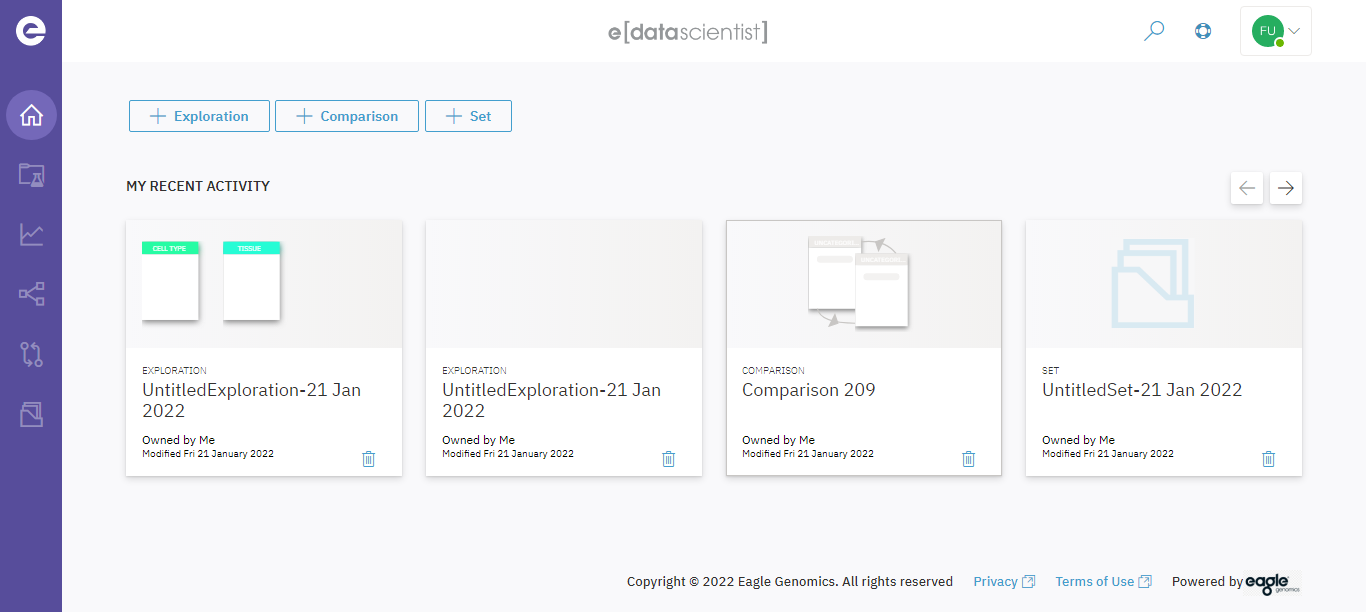 e[datascientist]
FU
Exploration
Comparison
Set
MY RECENT ACTIVITY
CELL TYPE
TISSUE
EXPLORATION
UntitledExploration-21 Jan
2022
Owned by Me
Modified Fri 21 January 2022
EXPLORATION
UntitledExploration-21 Jan
2022
Owned by Me
Modified Fri 21 January 2022
COMPARISON
Comparison 209
Owned by Me
Modified Fri 21 January 2022
SET
UntitledSet-21 Jan 2022
Owned by Me
Modified Fri 21 January 2022
Copyright © 2022 Eagle Genomics. All rights reserved Privacy Terms of Use Powered by eagle genomics